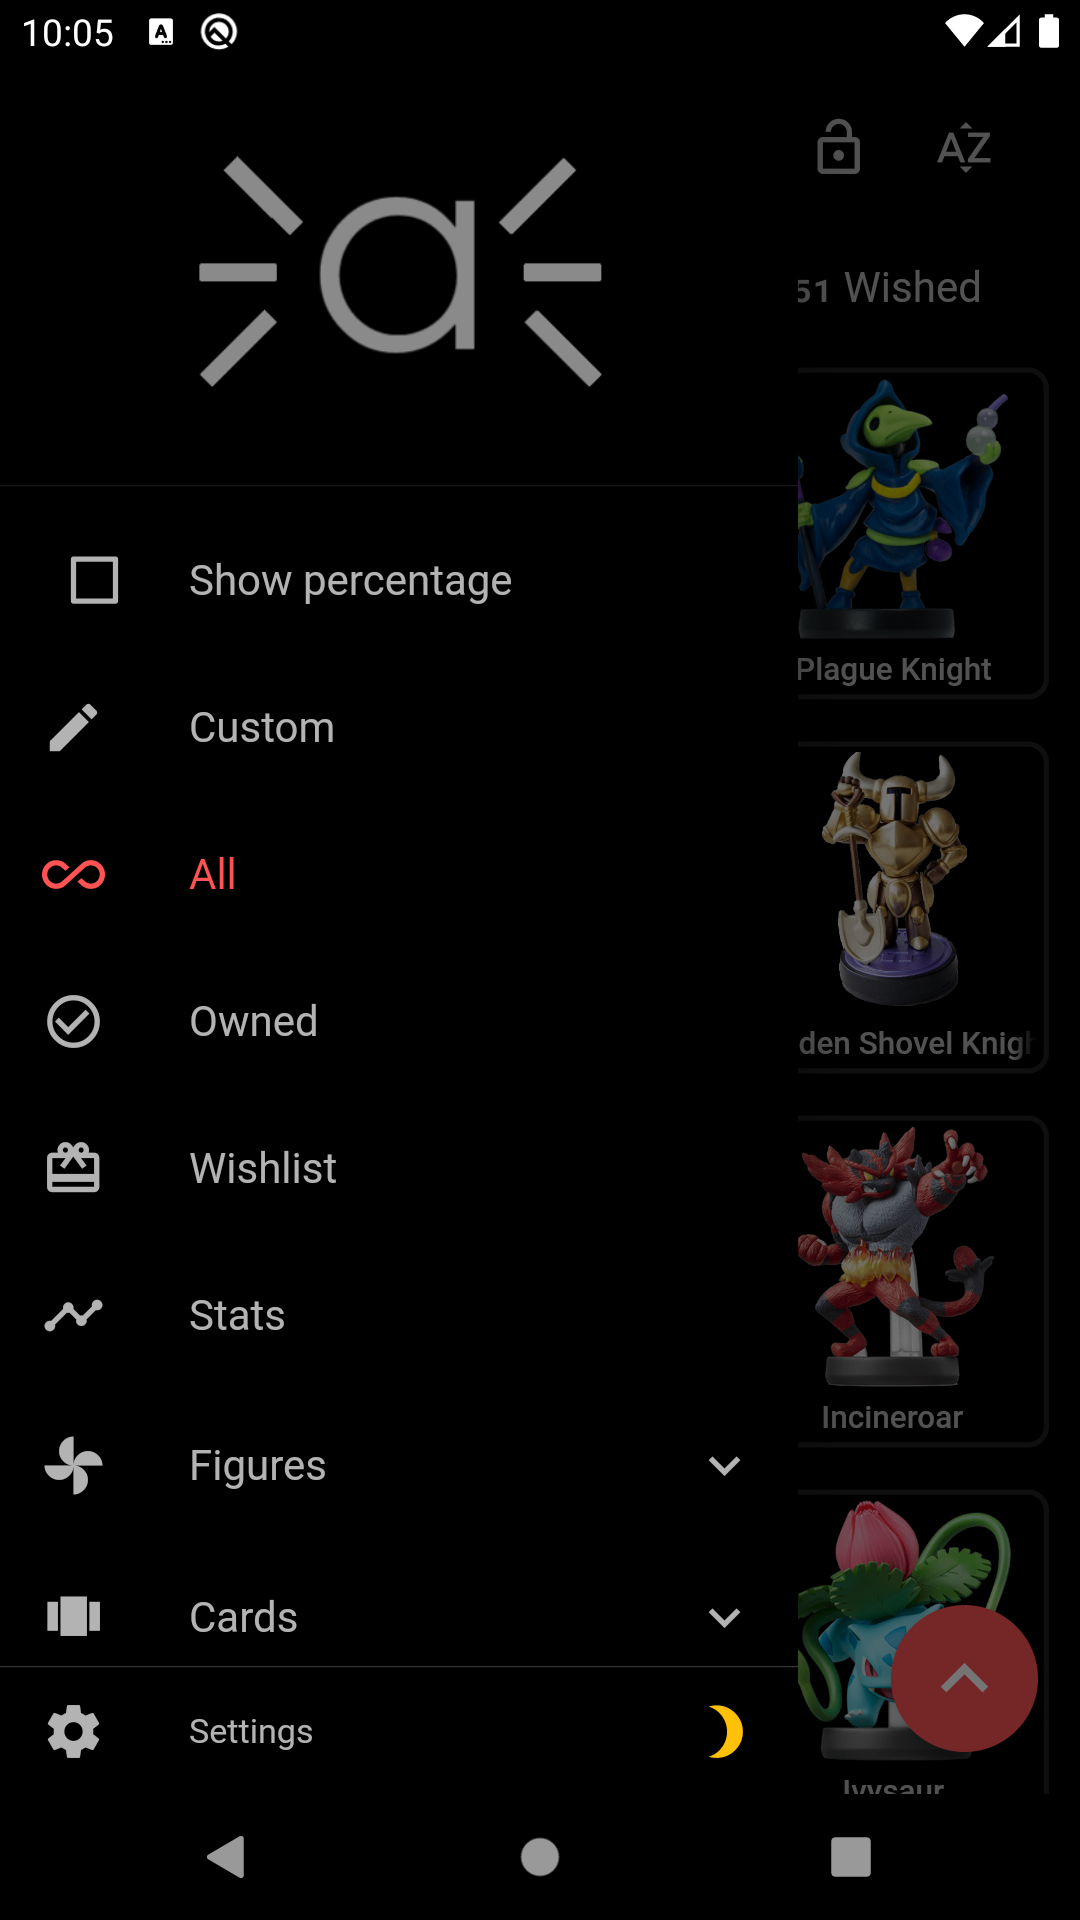 10:05
AZ
51 Wished
Plague Knight
Show percentage
Custom
All
den Shovel Knigh
Owned
Wishlist
Stats
Incineroar
Figures
Cards
Settings
Ivysaur